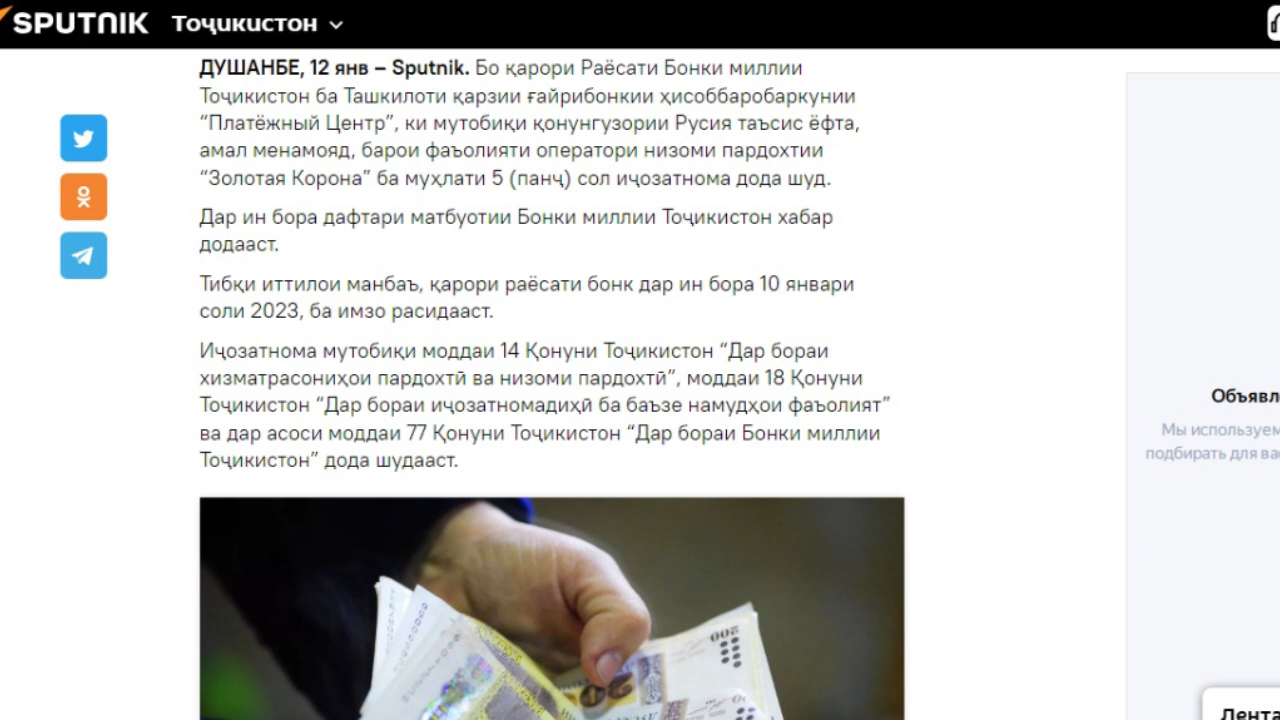 SPUTNIK Тоҷикистон
ДУШАНБЕ, 12 янв – Sputnik. Бо қарори Раёсати Бонки миллии
Тоҷикистон ба Ташкилоти қарзии ғайрибонкии ҳисоббаробаркунии
“Платёжный Центр”, ки мутобиқи қонунгузории Русия таъсис ёфта,
амал менамояд, барои фаъолияти оператори низоми пардохтии
“Золотая Корона” ба муҳлати 5 (панҷ) сол иҷозатнома дода шуд.
Дар ин бора дафтари матбуотии Бонки миллии Тоҷикистон хабар
додааст.
Тибқи иттилои манбаъ, қарори раёсати бонк дар ин бора 10 январи
соли 2023, ба имзо расидааст.
Иҷозатнома мутобиқи моддаи 14 Қонуни Тоҷикистон “Дар бораи
хизматрасониҳои пардохтӣ ва низоми пардохтӣ”, моддаи 18 Қонуни
Тоҷикистон “Дар бораи иҷозатномадиҳӣ ба баъзе намудҳои фаъолият”
ва дар асоси моддаи 77 Қонуни Тоҷикистон “Дар бораи Бонки миллии
Тоҷикистон” дода шудааст.
Объявл
Мы используем
подбирать для ва
200
Лента